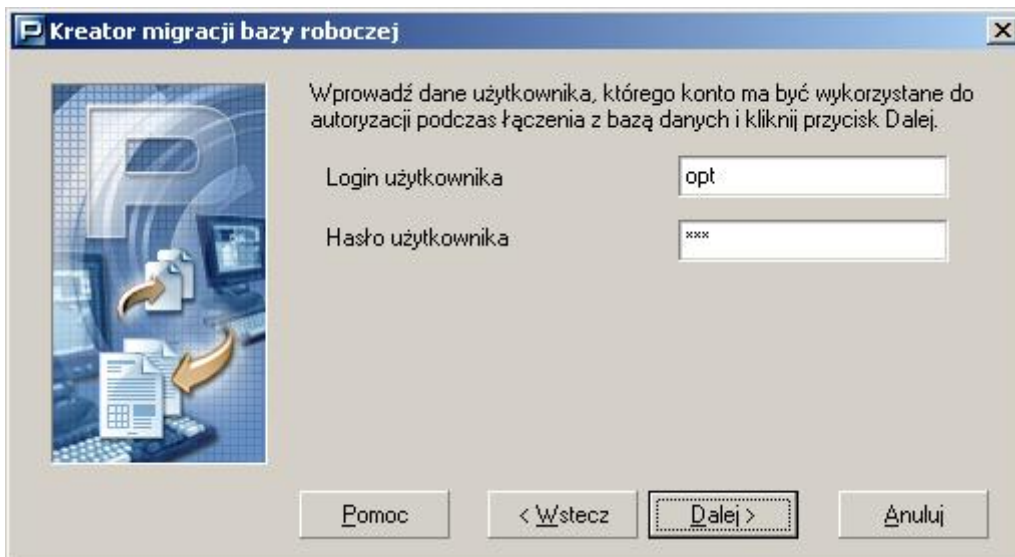 Kreator migracji bazy roboczej
Wprowadź dane użytkownika, którego konto ma być wykorzystane do
autoryzacji podczas łączenia z bazą danych i kliknij przycisk Dalej.
Login użytkownika
opt
Hasło użytkownika
***
Pomoc
< Wstecz
Dalej >
Anuluj